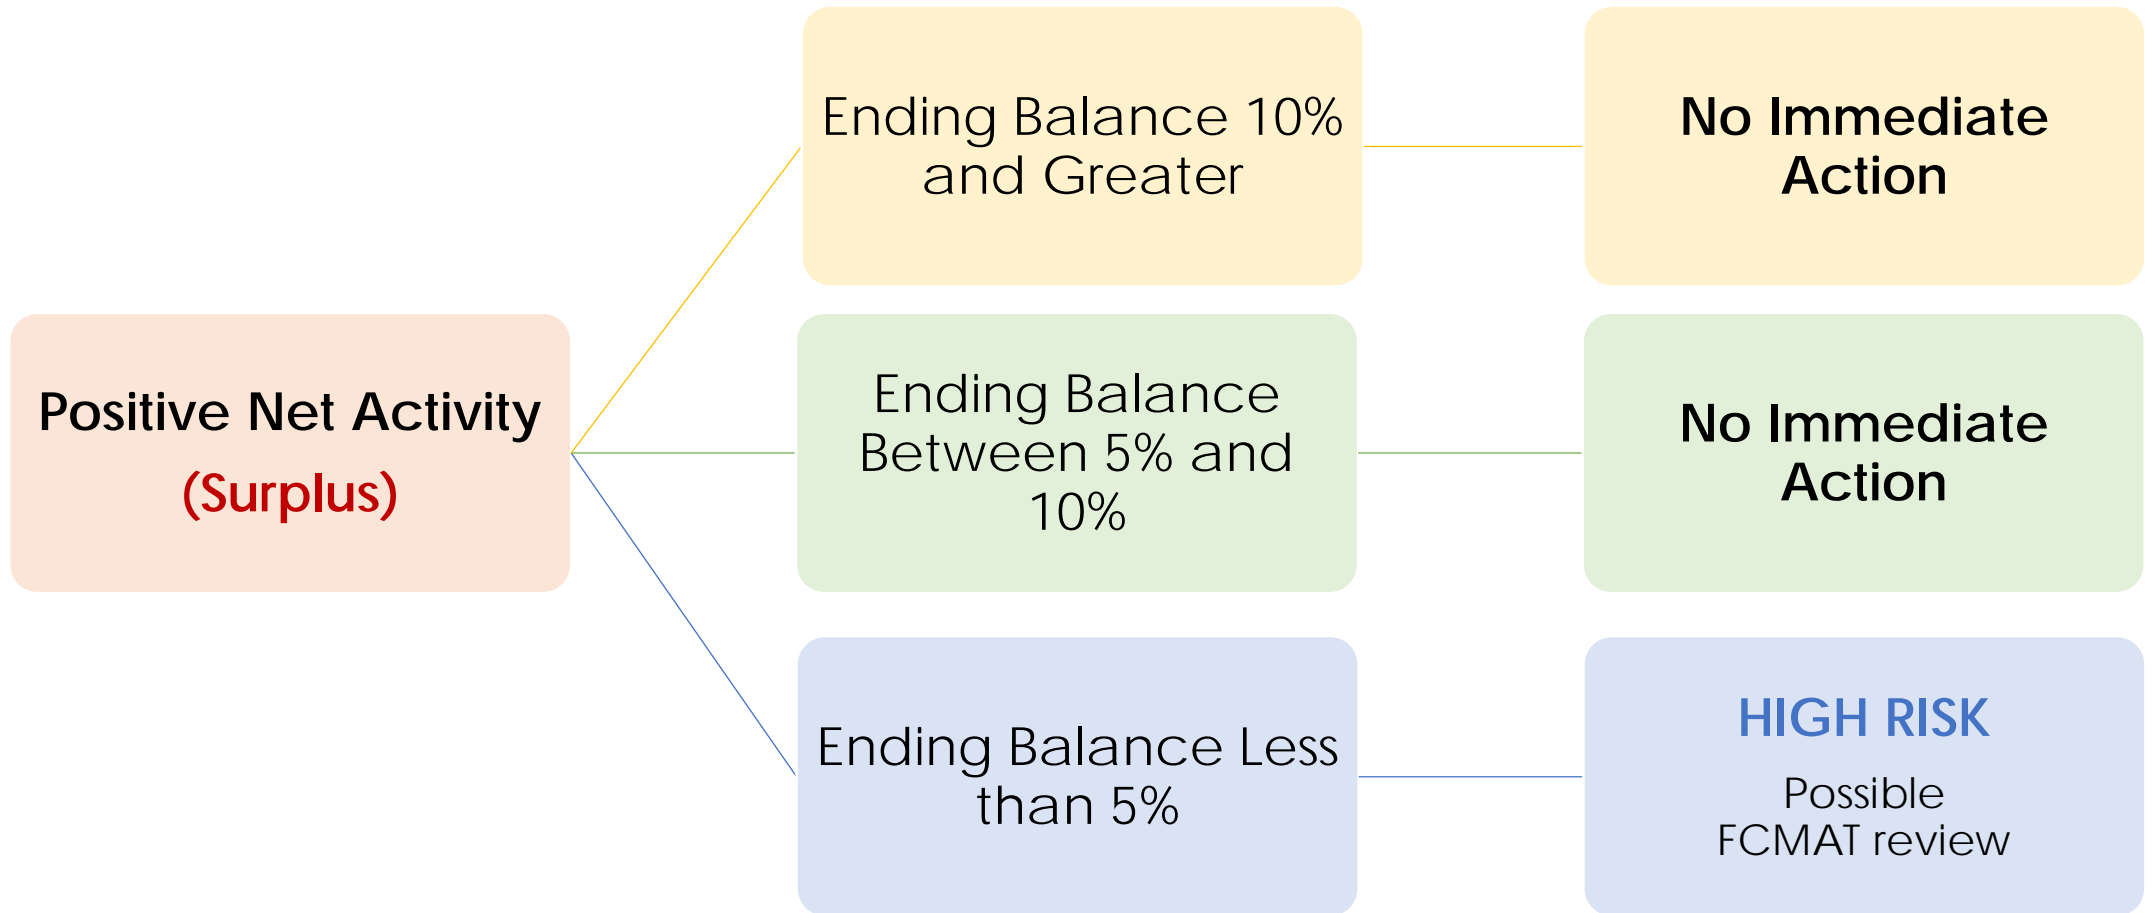 Positive Net Activity
(Surplus)
Ending Balance 10%
and Greater
No Immediate
Action
Ending Balance
Between 5% and
10%
No Immediate
Action
Ending Balance Less
than 5%
HIGH RISK
Possible
FCMAT review